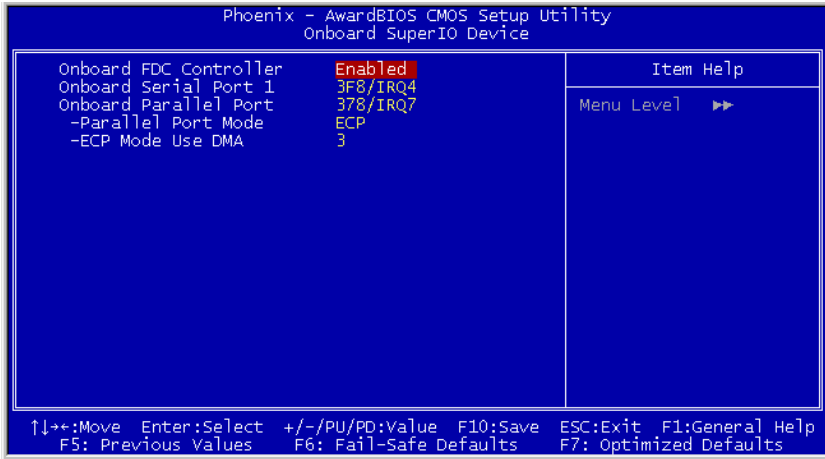 Phoenix - AwardBIOS CMOS Setup Utility
Onboard SuperIO Device
Onboard FDC Controller Enabled
Onboard Serial Port 1 3F8/IRQ4
Onboard Parallel Port 378/IRQ7
-Parallel Port Mode ECP
-ECP Mode Use DMA 3
Item Help
Menu Level ▶▶
↑↓→←:Move Enter:Select +/-/PU/PD:Value F10:Save ESC:Exit F1:General Help
F5: Previous Values F6: Fail-Safe Defaults F7: Optimized Defaults